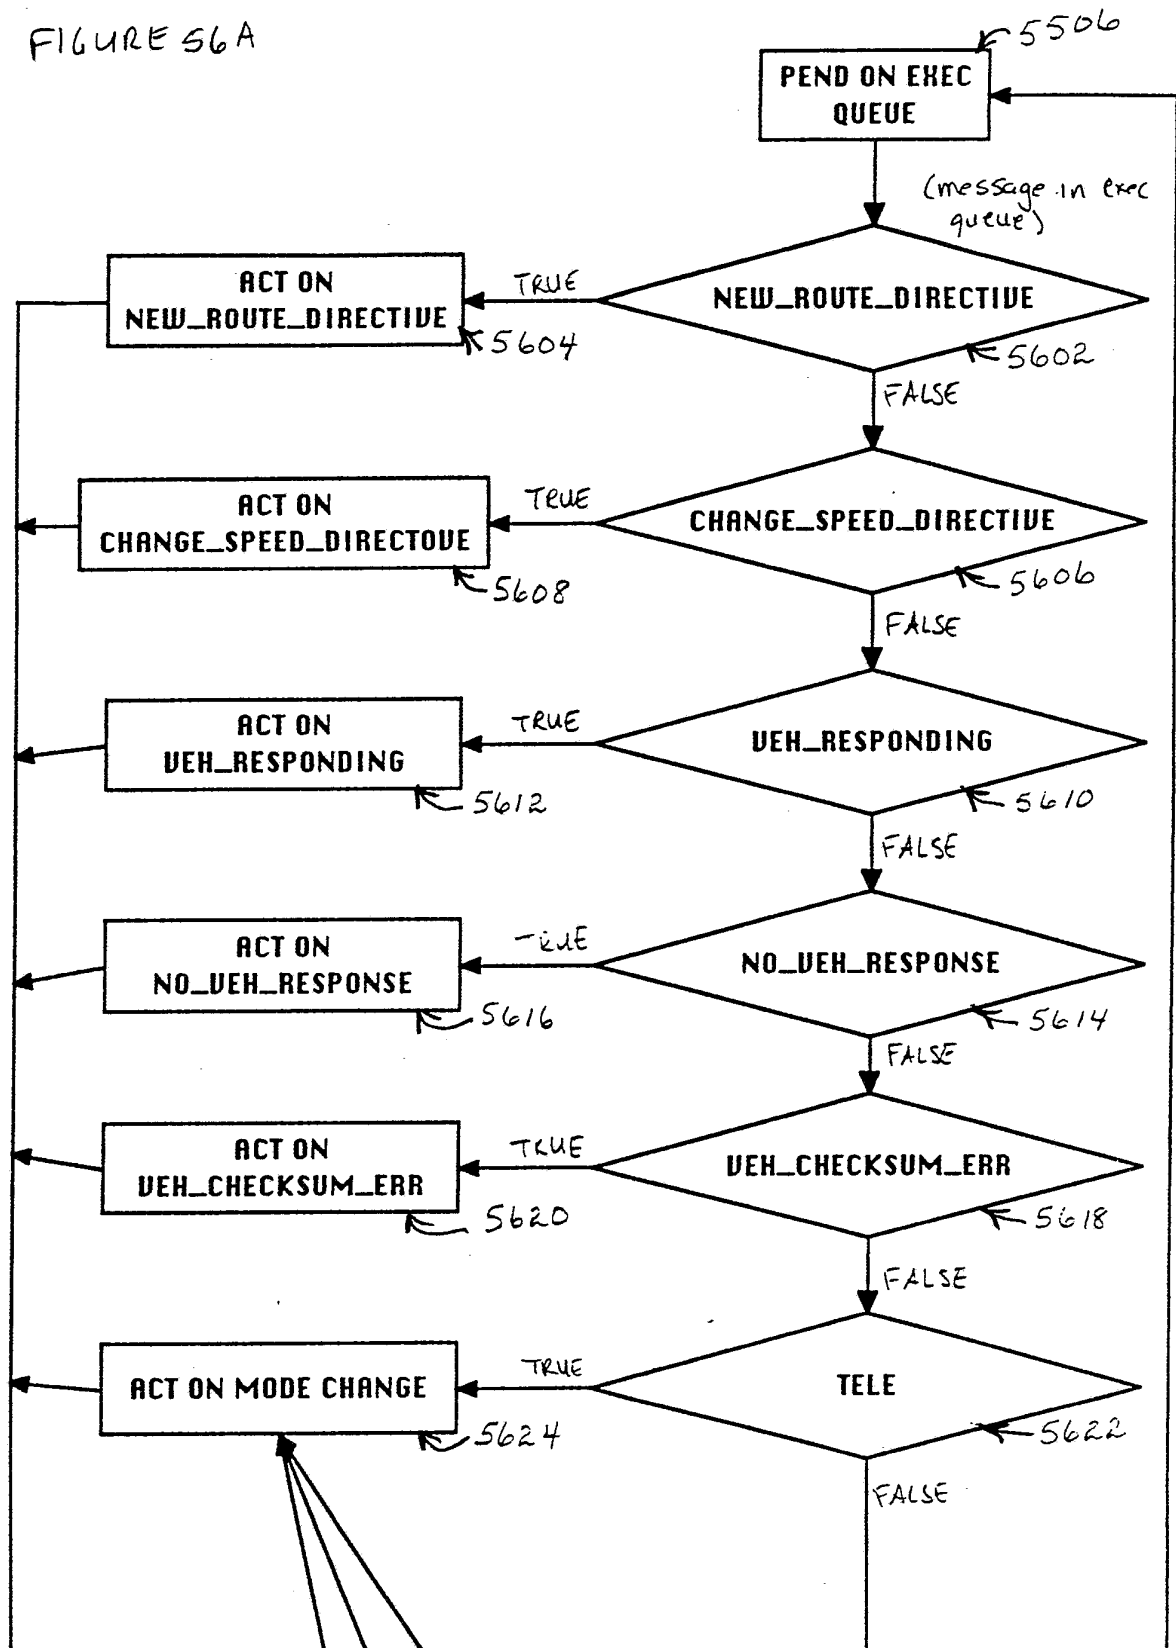 FIGURE 56A
5506
PEND ON EXEC
QUEUE
(message in exec
queue)
ACT ON
NEW_ROUTE_DIRECTIVE
5604
TRUE
NEW_ROUTE_DIRECTIVE
5602
FALSE
ACT ON
CHANGE_SPEED_DIRECTOVE
5608
TRUE
CHANGE_SPEED_DIRECTIVE
5606
FALSE
ACT ON
VEH_RESPONDING
5612
TRUE
VEH_RESPONDING
5610
FALSE
ACT ON
NO_VEH_RESPONSE
5616
TRUE
NO_VEH_RESPONSE
5614
FALSE
ACT ON
VEH_CHECKSUM_ERR
5620
TRUE
VEH_CHECKSUM_ERR
5618
FALSE
ACT ON MODE CHANGE
5624
TRUE
TELE
5622
FALSE